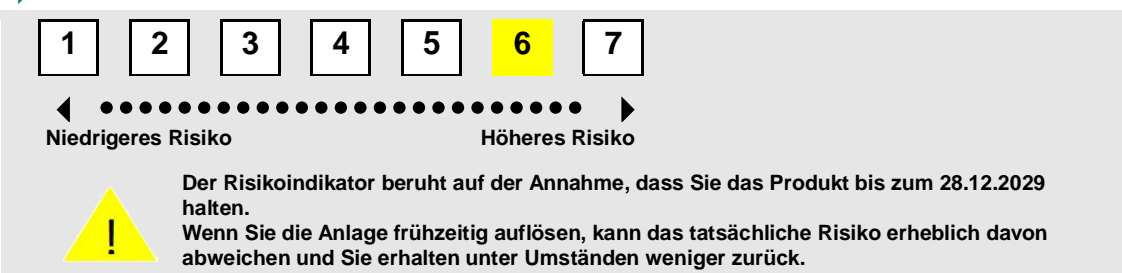 1 2 3 4 5 6 7
Niedrigeres Risiko Höheres Risiko
Der Risikoindikator beruht auf der Annahme, dass Sie das Produkt bis zum 28.12.2029
halten.
! Wenn Sie die Anlage frühzeitig auflösen, kann das tatsächliche Risiko erheblich davon
abweichen und Sie erhalten unter Umständen weniger zurück.